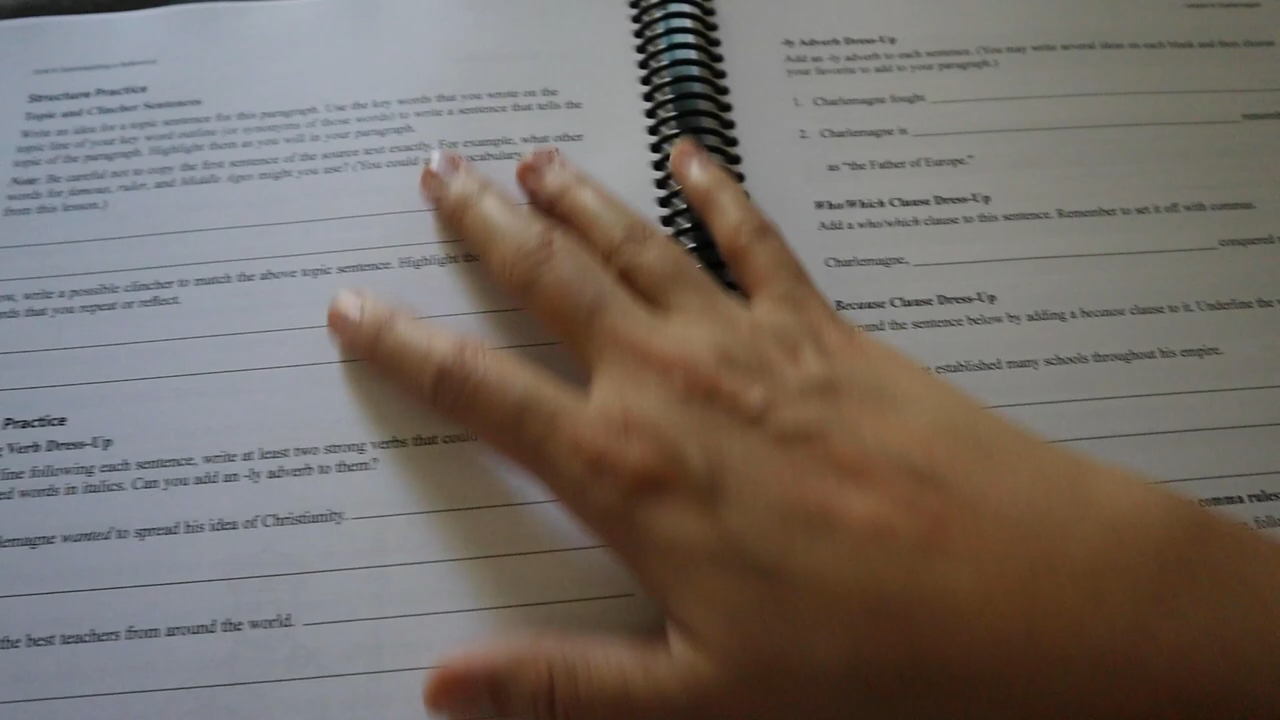 Structure Practice
Topic and Clincher Sentences
Write an idea for a topic sentence for this paragraph. Use the key words that you wrote on the
topic line of your key word outline (or synonyms of those words) to write a sentence that tells the
topic of the paragraph. Highlight them as you will in your paragraph.
Note: Be careful not to copy the first sentence of the source text exactly. For example, what other
words for famous, ruler, and Middle Ages might you use? (You could vocabulary
from this lesson.)
write a possible clincher to match the above topic sentence. Highlight the
that you repeat or reflect.
Practice
Verb Dress-Up
line following each sentence, write at least two strong verbs that could
words in italics. Can you add an -ly adverb to them?
wanted to spread his idea of Christianity.
the best teachers from around the world.
-ly Adverb Dress-Up
Add an -ly adverb to each sentence. (You may write several ideas on each blank and then choose
your favorite to add to your paragraph.)
1. Charlemagne fought
2. Charlemagne is
as "the Father of Europe."
Who/Which Clause Dress-Up
Add a who/which clause to this sentence. Remember to set it off with commas.
Charlemagne, conquered
Because Clause Dress-Up
the sentence below by adding a because clause to it. Underline the
established many schools throughout his empire.
comma rules